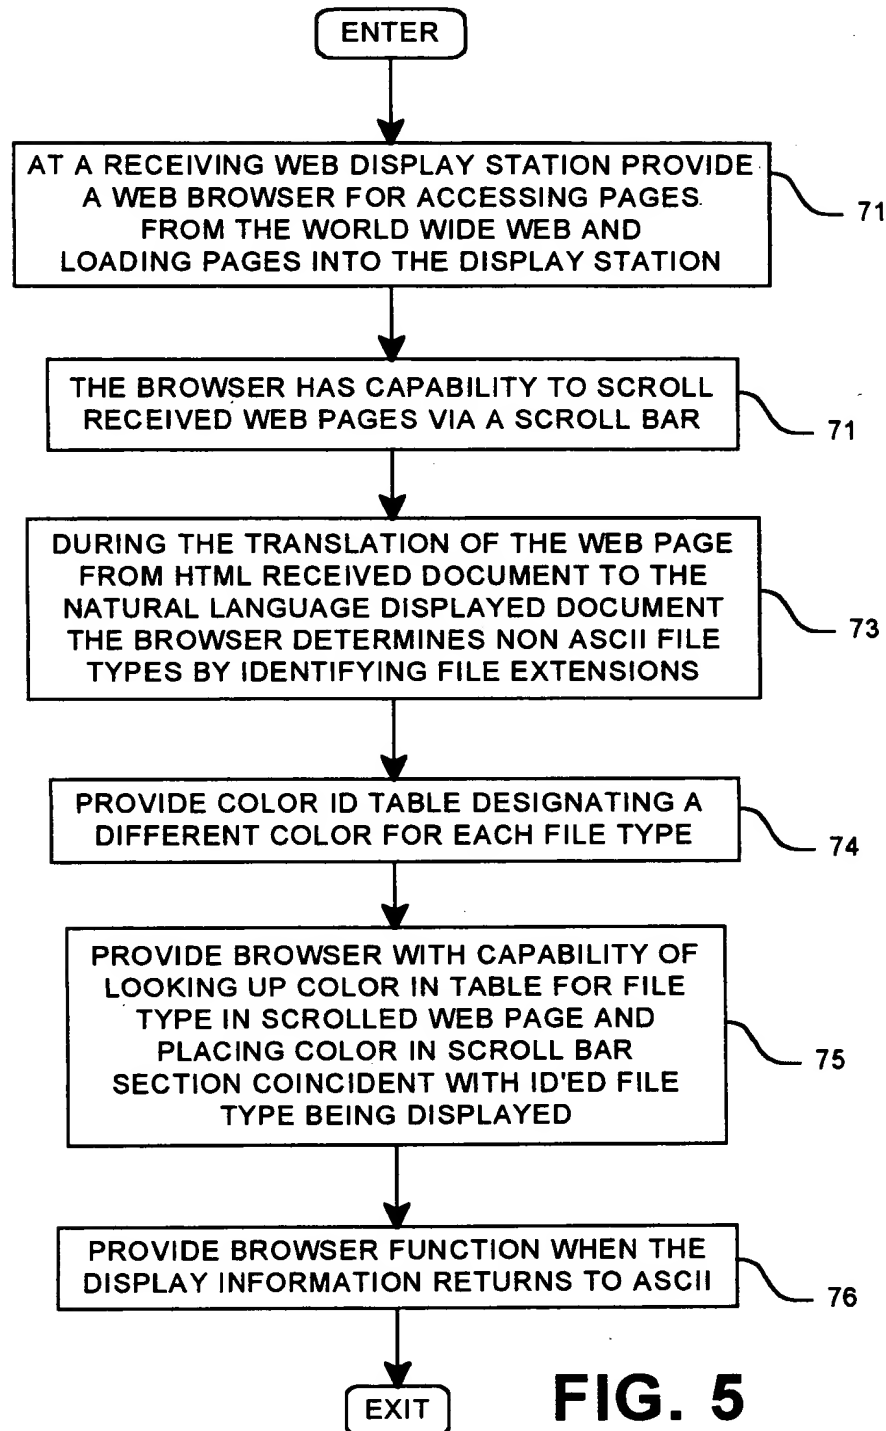 ENTER
AT A RECEIVING WEB DISPLAY STATION PROVIDE
A WEB BROWSER FOR ACCESSING PAGES
FROM THE WORLD WIDE WEB AND
LOADING PAGES INTO THE DISPLAY STATION
71
THE BROWSER HAS CAPABILITY TO SCROLL
RECEIVED WEB PAGES VIA A SCROLL BAR
71
DURING THE TRANSLATION OF THE WEB PAGE
FROM HTML RECEIVED DOCUMENT TO THE
NATURAL LANGUAGE DISPLAYED DOCUMENT
THE BROWSER DETERMINES NON ASCII FILE
TYPES BY IDENTIFYING FILE EXTENSIONS
73
PROVIDE COLOR ID TABLE DESIGNATING A
DIFFERENT COLOR FOR EACH FILE TYPE
74
PROVIDE BROWSER WITH CAPABILITY OF
LOOKING UP COLOR IN TABLE FOR FILE
TYPE IN SCROLLED WEB PAGE AND
PLACING COLOR IN SCROLL BAR
SECTION COINCIDENT WITH ID'ED FILE
TYPE BEING DISPLAYED
75
PROVIDE BROWSER FUNCTION WHEN THE
DISPLAY INFORMATION RETURNS TO ASCII
76
EXIT
FIG. 5